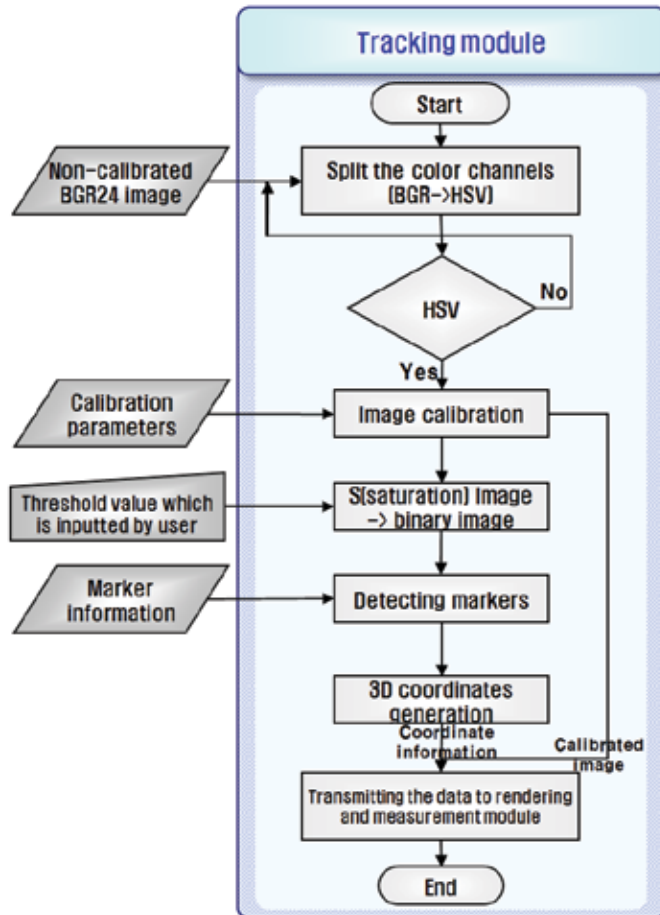 Tracking module
Start
Non-calibrated
BGR24 image
Split the color channels
(BGR->HSV)
HSV
No
Yes
Calibration
parameters
Image calibration
Threshold value which
is inputted by user
S(saturation) Image
-> binary image
Marker
information
Detecting markers
3D coordinates
generation
Coordinate
information
Calibrated
image
Transmitting the data to rendering
and measurement module
End